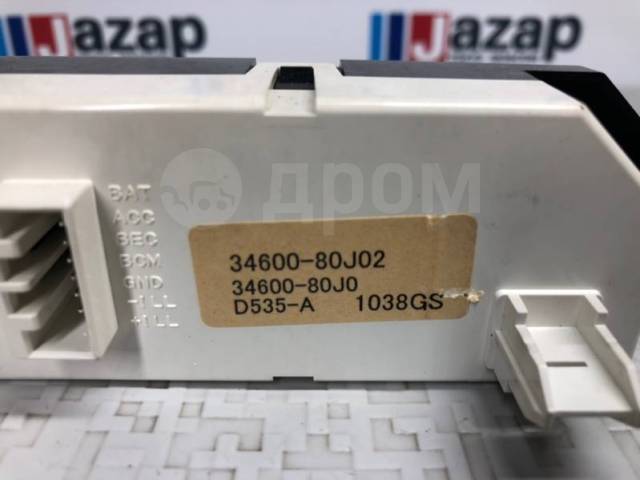 Jazap
Jazap
ДРОМ
BAT
ACC
SEC
BCM
GND
-ILL
+ILL
34600-80J02
34600-80J0
D535-A 1038GS